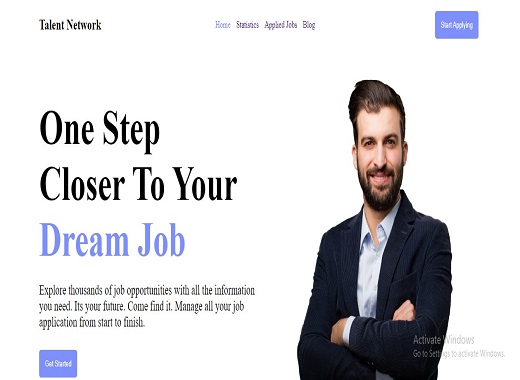 Talent Network
Home Statistics Applied Jobs Blog
Start Applying
One Step
Closer To Your
Dream Job
Explore thousands of job opportunities with all the information
you need. Its your future. Come find it. Manage all your job
application from start to finish.
Get Started
Activate Windows
Go to Settings to activate Windows.